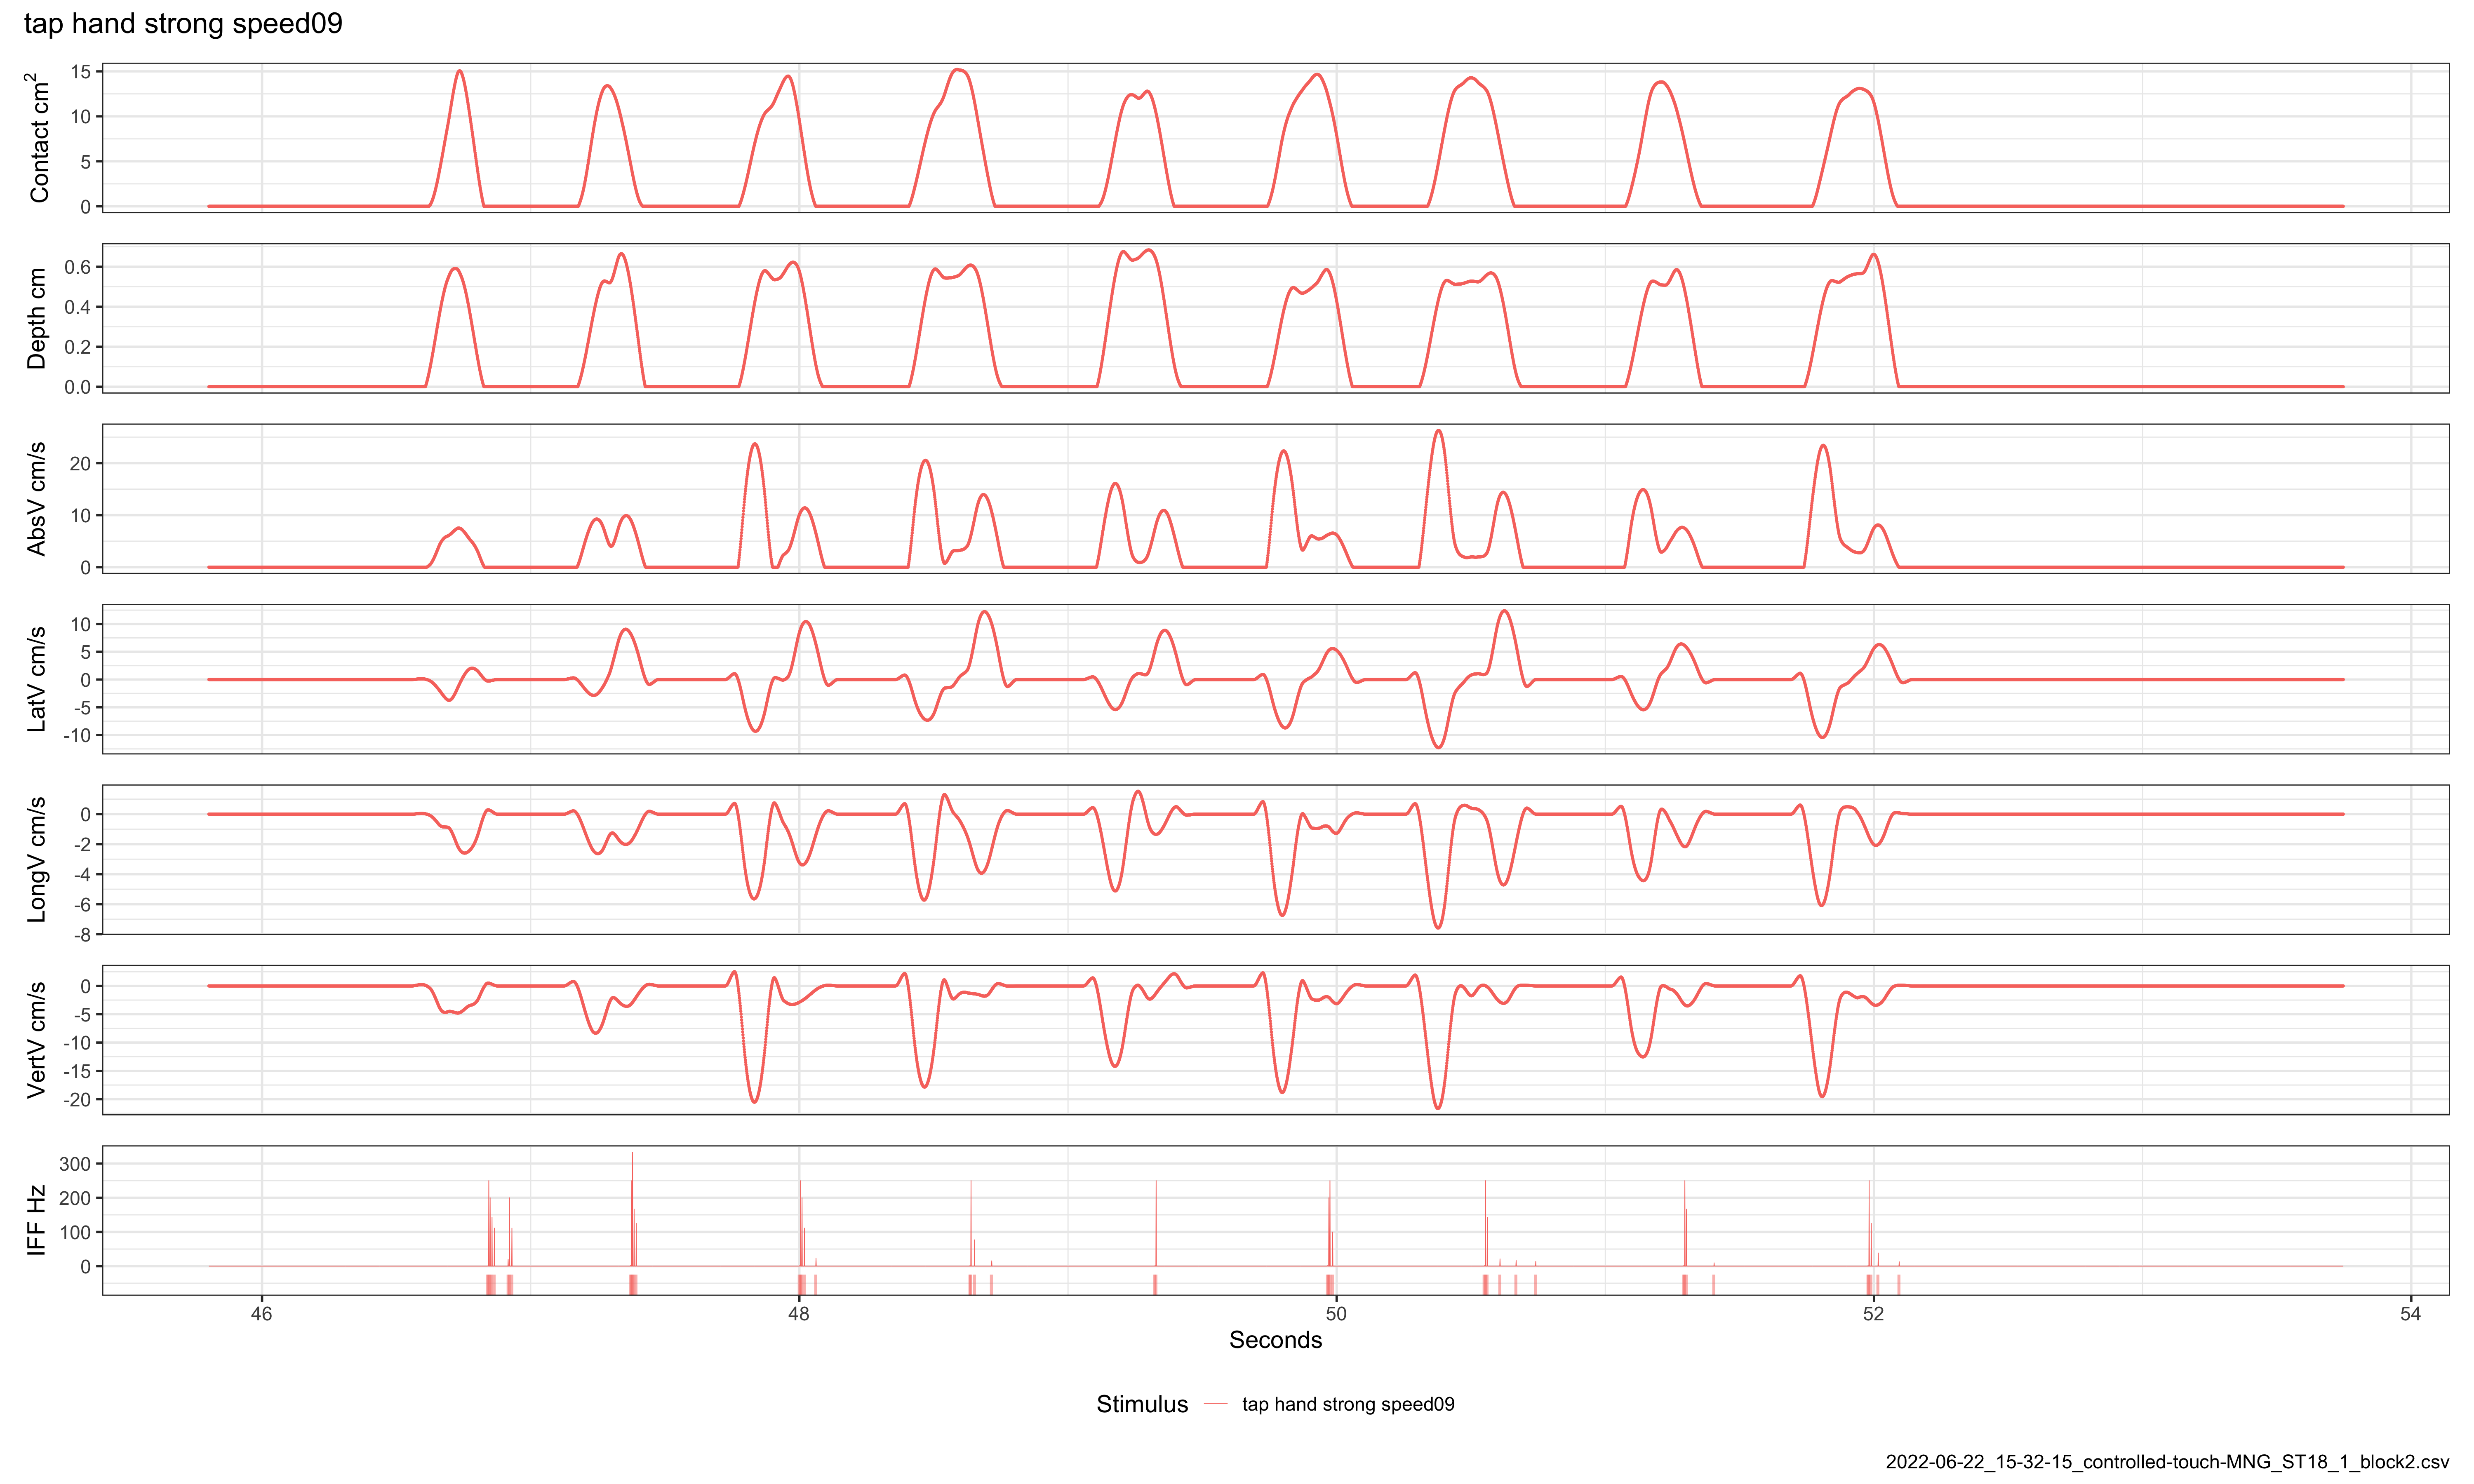 tap hand strong speed09
Contact cm²
15
10
5
0
Depth cm
0.6
0.4
0.2
0.0
AbsV cm/s
20
10
0
LatV cm/s
10
5
0
-5
-10
LongV cm/s
0
-2
-4
-6
-8
VertV cm/s
0
-5
-10
-15
-20
IFF Hz
300
200
100
0
46 48 50 52 54
Seconds
Stimulus tap hand strong speed09
2022-06-22_15-32-15_controlled-touch-MNG_ST18_1_block2.csv